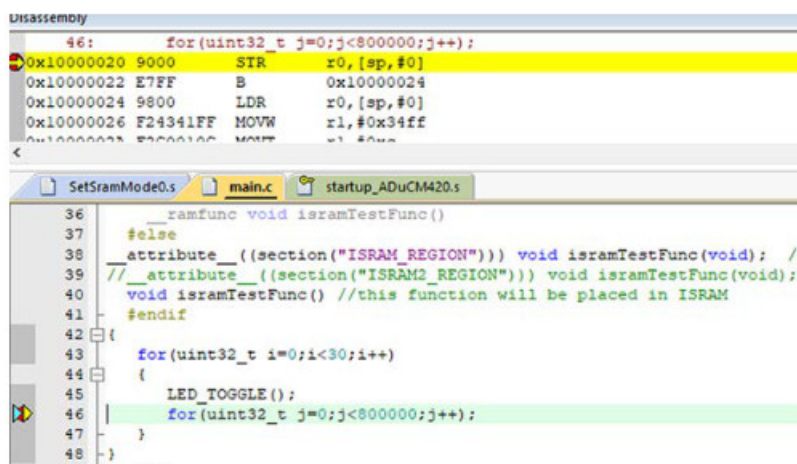 Disassembly
46: for(uint32_t j=0;j<800000;j++);
0x10000020 9000 STR r0,[sp,#0]
0x10000022 E7FF B 0x10000024
0x10000024 9800 LDR r0,[sp,#0]
0x10000026 F24341FF MOVW r1,#0x34ff
<
SetSramMode0.s main.c startup_ADuCM420.s
36 __ramfunc void isramTestFunc()
37 #else
38 __attribute__((section("ISRAM_REGION"))) void isramTestFunc(void); /
39 //__attribute__((section("ISRAM2_REGION"))) void isramTestFunc(void);
40 void isramTestFunc() //this function will be placed in ISRAM
41 #endif
42 {
43 for(uint32_t i=0;i<30;i++)
44 {
45 LED_TOGGLE();
46 for(uint32_t j=0;j<800000;j++);
47 }
48 }